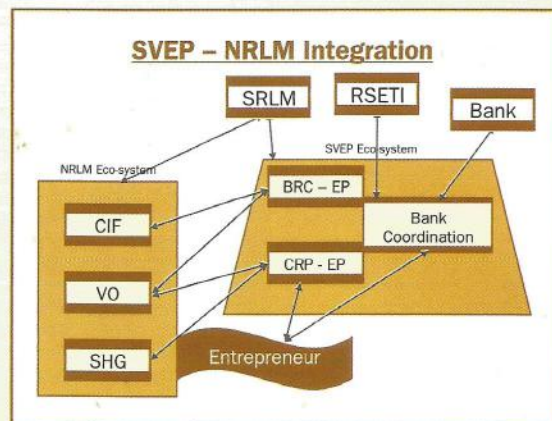 SVEP – NRLM Integration
SRLM
RSETI
Bank
NRLM Eco-system
SVEP Eco-system
BRC – EP
CIF
Bank
Coordination
CRP - EP
VO
SHG
Entrepreneur